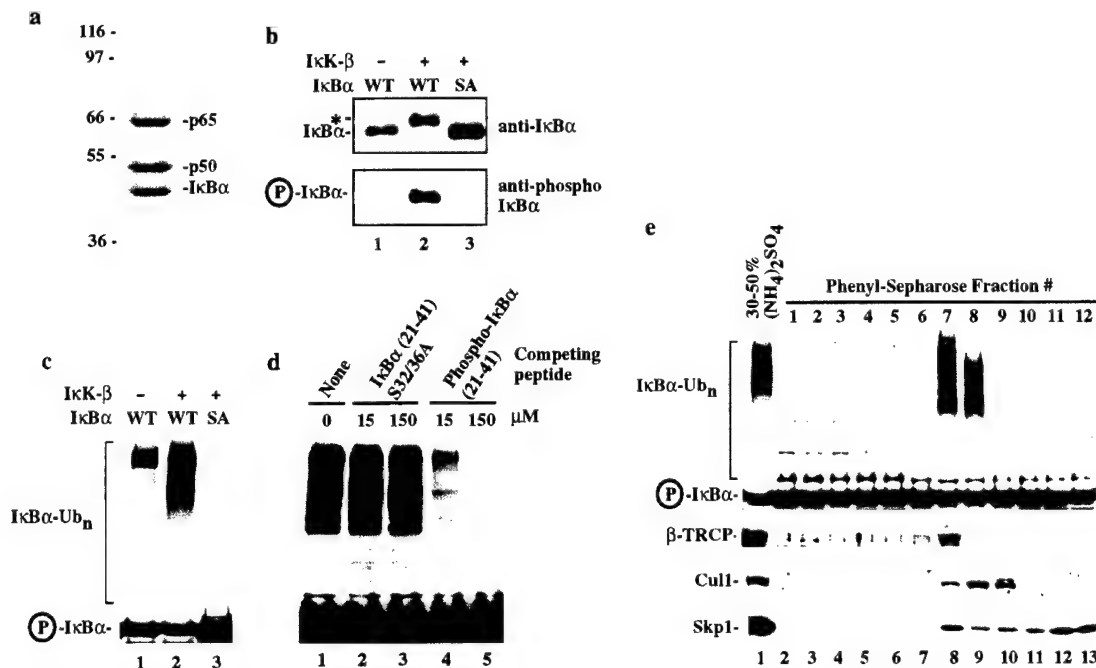 a
116 -
97 -
66 -
55 -
36 -
-p65
-p50
-IκBα
b
IκK-β - + +
IκBα WT WT SA
*-
IκBα-
anti-IκBα
P -IκBα-
anti-phospho
IκBα
1 2 3
c
IκK-β - + +
IκBα WT WT SA
IκBα-Ubn
P -IκBα-
1 2 3
d
None
IκBα (21-41)
S32/36A
Phospho-IκBα
(21-41)
Competing
peptide
0 15 150 15 150 μM
1 2 3 4 5
e
30-50%
(NH4)2SO4
Phenyl-Sepharose Fraction #
1 2 3 4 5 6 7 8 9 10 11 12
IκBα-Ubn
P -IκBα-
β-TRCP-
Cul1-
Skp1-
1 2 3 4 5 6 7 8 9 10 11 12 13